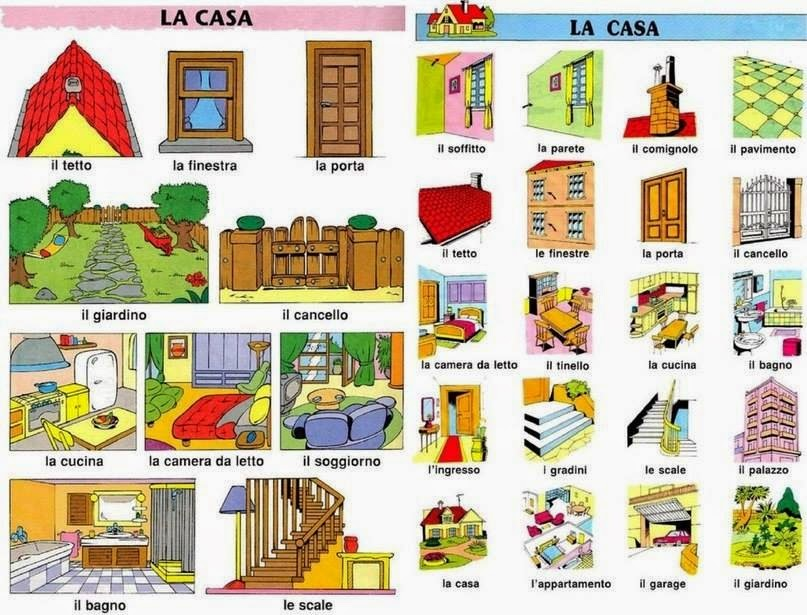 LA CASA
il tetto
la finestra
la porta
il giardino
il cancello
la cucina
la camera da letto
il soggiorno
il bagno
le scale
LA CASA
il soffitto
la parete
il comignolo
il pavimento
il tetto
le finestre
la porta
il cancello
la camera da letto
il tinello
la cucina
il bagno
l'ingresso
i gradini
le scale
il palazzo
la casa
l'appartamento
il garage
il giardino